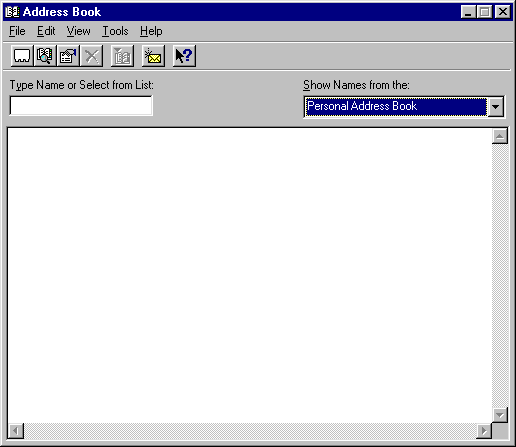 Address Book
File Edit View Tools Help
Type Name or Select from List: Show Names from the:
Personal Address Book